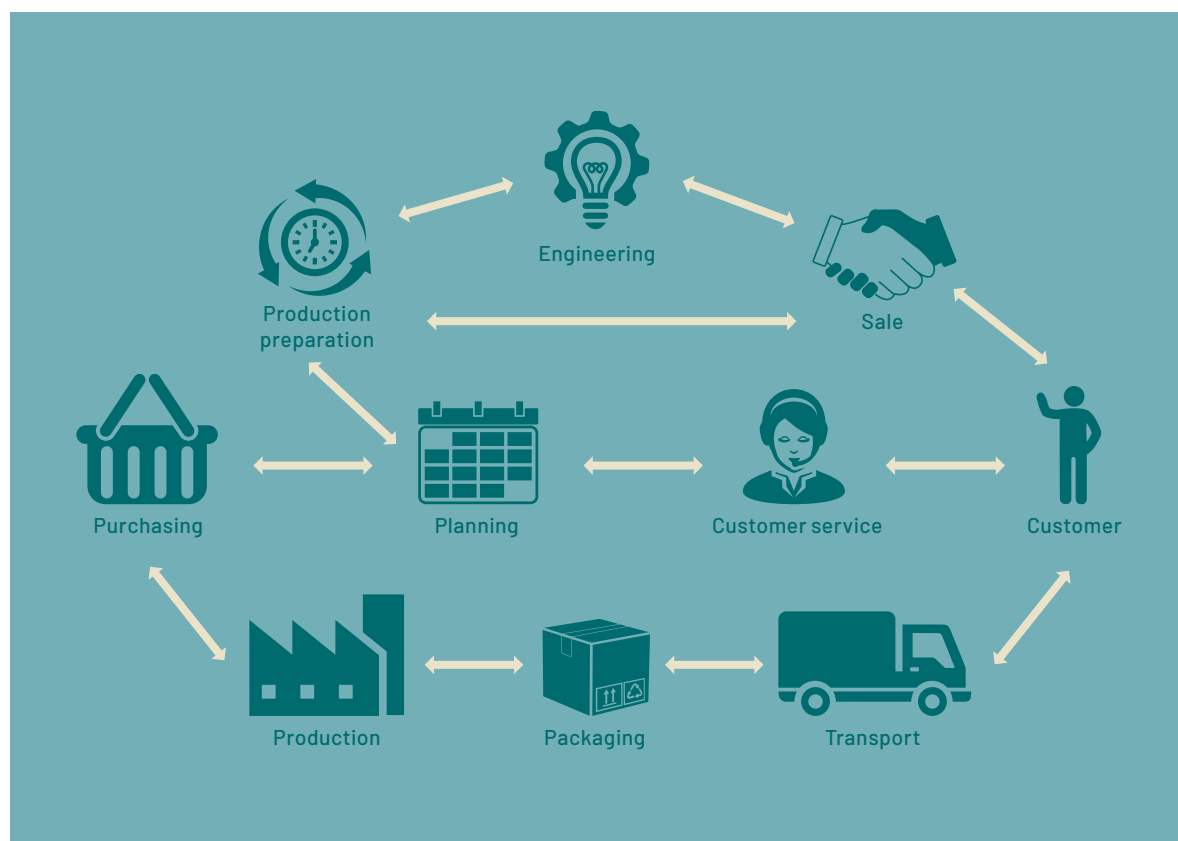 Engineering
Production
preparation
Sale
Purchasing
Planning
Customer service
Customer
Production
Packaging
Transport